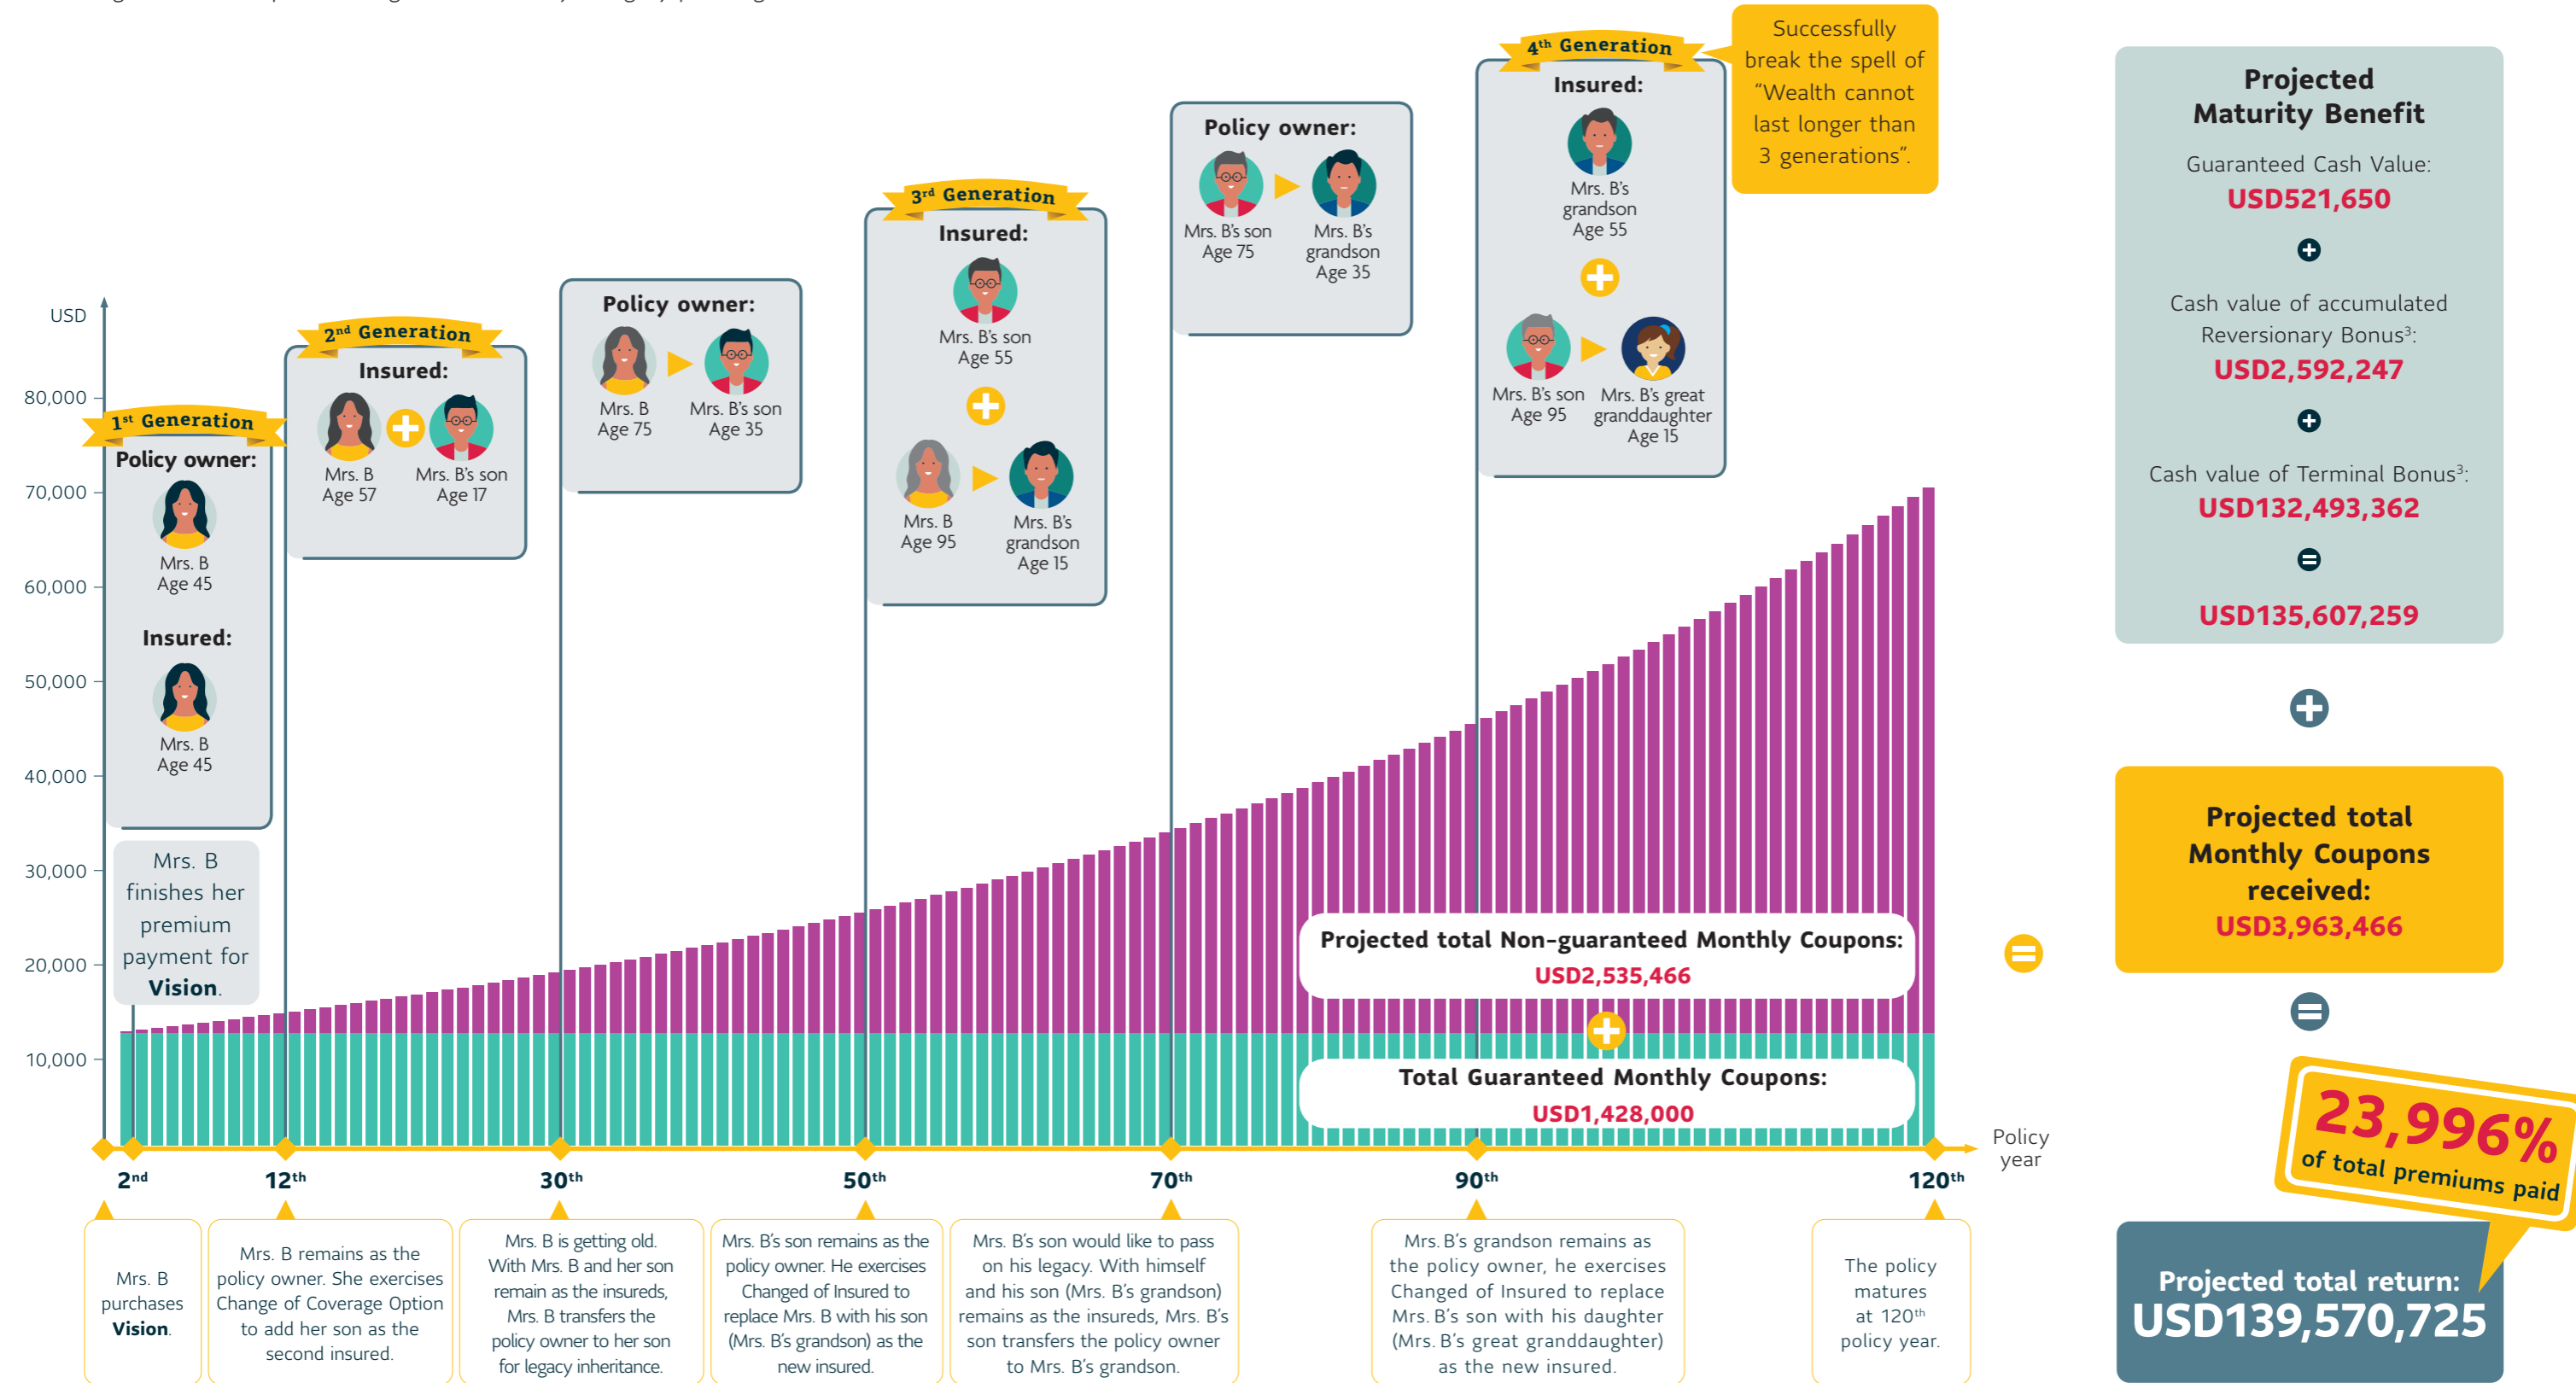 USD
80,000
70,000
60,000
50,000
40,000
30,000
20,000
10,000
1st Generation
Policy owner:
Mrs. B
Age 45
Insured:
Mrs. B
Age 45
Mrs. B
finishes her
premium
payment for
Vision.
2nd Generation
Insured:
Mrs. B
Age 57
+
Mrs. B's son
Age 17
Policy owner:
Mrs. B
Age 75
Mrs. B's son
Age 35
3rd Generation
Insured:
Mrs. B's son
Age 55
+
Mrs. B
Age 95
Mrs. B's
grandson
Age 15
Policy owner:
Mrs. B's son
Age 75
Mrs. B's
grandson
Age 35
4th Generation
Insured:
Mrs. B's
grandson
Age 55
+
Mrs. B's son
Age 95
Mrs. B's great
granddaughter
Age 15
Successfully
break the spell of
“Wealth cannot
last longer than
3 generations”.
Projected total Non-guaranteed Monthly Coupons:
USD2,535,466
+
Total Guaranteed Monthly Coupons:
USD1,428,000
2nd
12th
30th
50th
70th
90th
120th
Policy
year
Mrs. B
purchases
Vision.
Mrs. B remains as the
policy owner. She exercises
Change of Coverage Option
to add her son as the
second insured.
Mrs. B is getting old.
With Mrs. B and her son
remain as the insureds,
Mrs. B transfers the
policy owner to her son
for legacy inheritance.
Mrs. B's son remains as the
policy owner. He exercises
Changed of Insured to
replace Mrs. B with his son
(Mrs. B's grandson) as the
new insured.
Mrs. B's son would like to pass
on his legacy. With himself
and his son (Mrs. B's grandson)
remains as the insureds, Mrs. B's
son transfers the policy owner
to Mrs. B's grandson.
Mrs. B's grandson remains as
the policy owner, he exercises
Changed of Insured to replace
Mrs. B's son with his daughter
(Mrs. B's great granddaughter)
as the new insured.
The policy
matures
at 120th
policy year.
=
Projected
Maturity Benefit
Guaranteed Cash Value:
USD521,650
+
Cash value of accumulated
Reversionary Bonus³:
USD2,592,247
+
Cash value of Terminal Bonus³:
USD132,493,362
=
USD135,607,259
+
Projected total
Monthly Coupons
received:
USD3,963,466
=
23,996%
of total premiums paid
Projected total return:
USD139,570,725